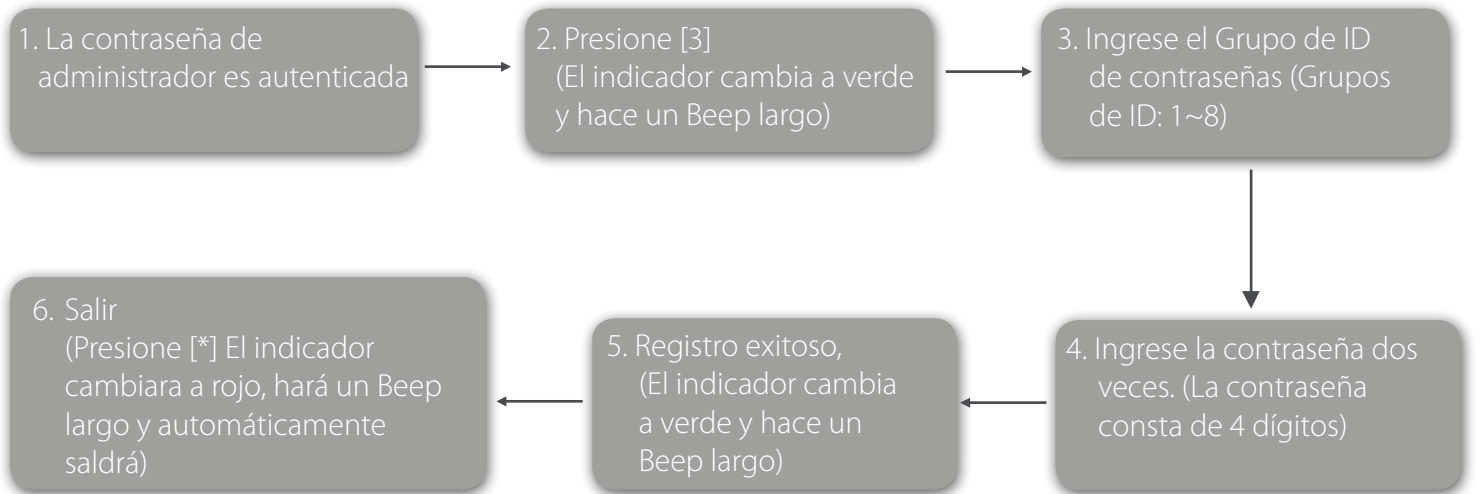 1. La contraseña de
administrador es autenticada
2. Presione [3]
(El indicador cambia a verde
y hace un Beep largo)
3. Ingrese el Grupo de ID
de contraseñas (Grupos
de ID: 1~8)
4. Ingrese la contraseña dos
veces. (La contraseña
consta de 4 dígitos)
5. Registro exitoso,
(El indicador cambia
a verde y hace un
Beep largo)
6. Salir
(Presione [*] El indicador
cambiara a rojo, hará un Beep
largo y automáticamente
saldrá)